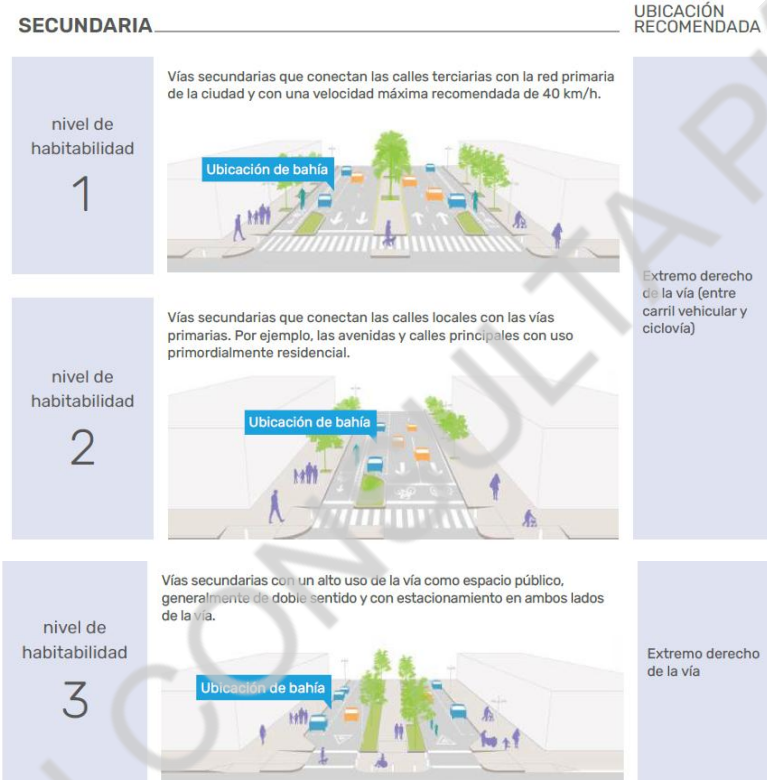 SECUNDARIA
UBICACIÓN
RECOMENDADA
nivel de
habitabilidad
1
Vías secundarias que conectan las calles terciarias con la red primaria
de la ciudad y con una velocidad máxima recomendada de 40 km/h.
Ubicación de bahía
Extremo derecho
de la vía (entre
carril vehicular y
ciclovía)
nivel de
habitabilidad
2
Vías secundarias que conectan las calles locales con las vías
primarias. Por ejemplo, las avenidas y calles principales con uso
primordialmente residencial.
Ubicación de bahía
nivel de
habitabilidad
3
Vías secundarias con un alto uso de la vía como espacio público,
generalmente de doble sentido y con estacionamiento en ambos lados
de la vía.
Ubicación de bahía
Extremo derecho
de la vía
CONSULTA